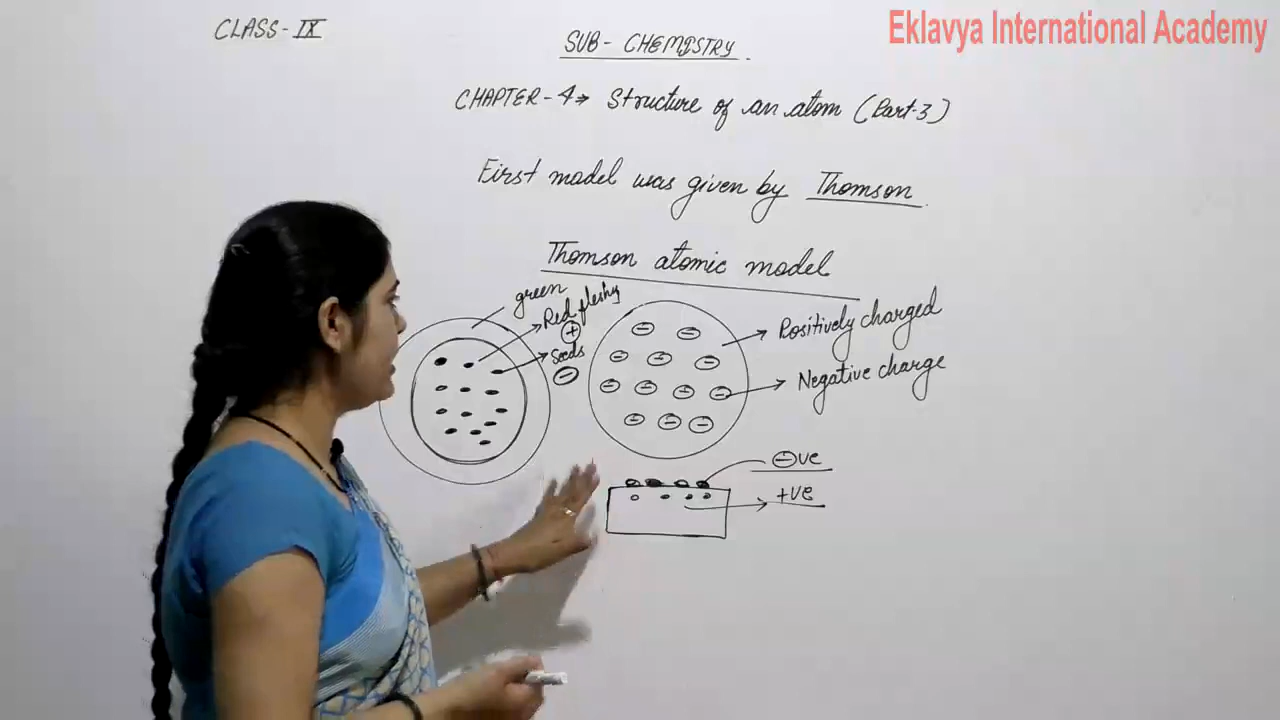 Eklavya International Academy
CLASS-IX
SUB- CHEMISTRY.
CHAPTER-4→ Structure of an atom (Part-3)
First model was given by Thomson.
Thomson atomic model
green
Red fleshy
+
Seeds
-
Positively charged
Negative charge
-ve
+ve